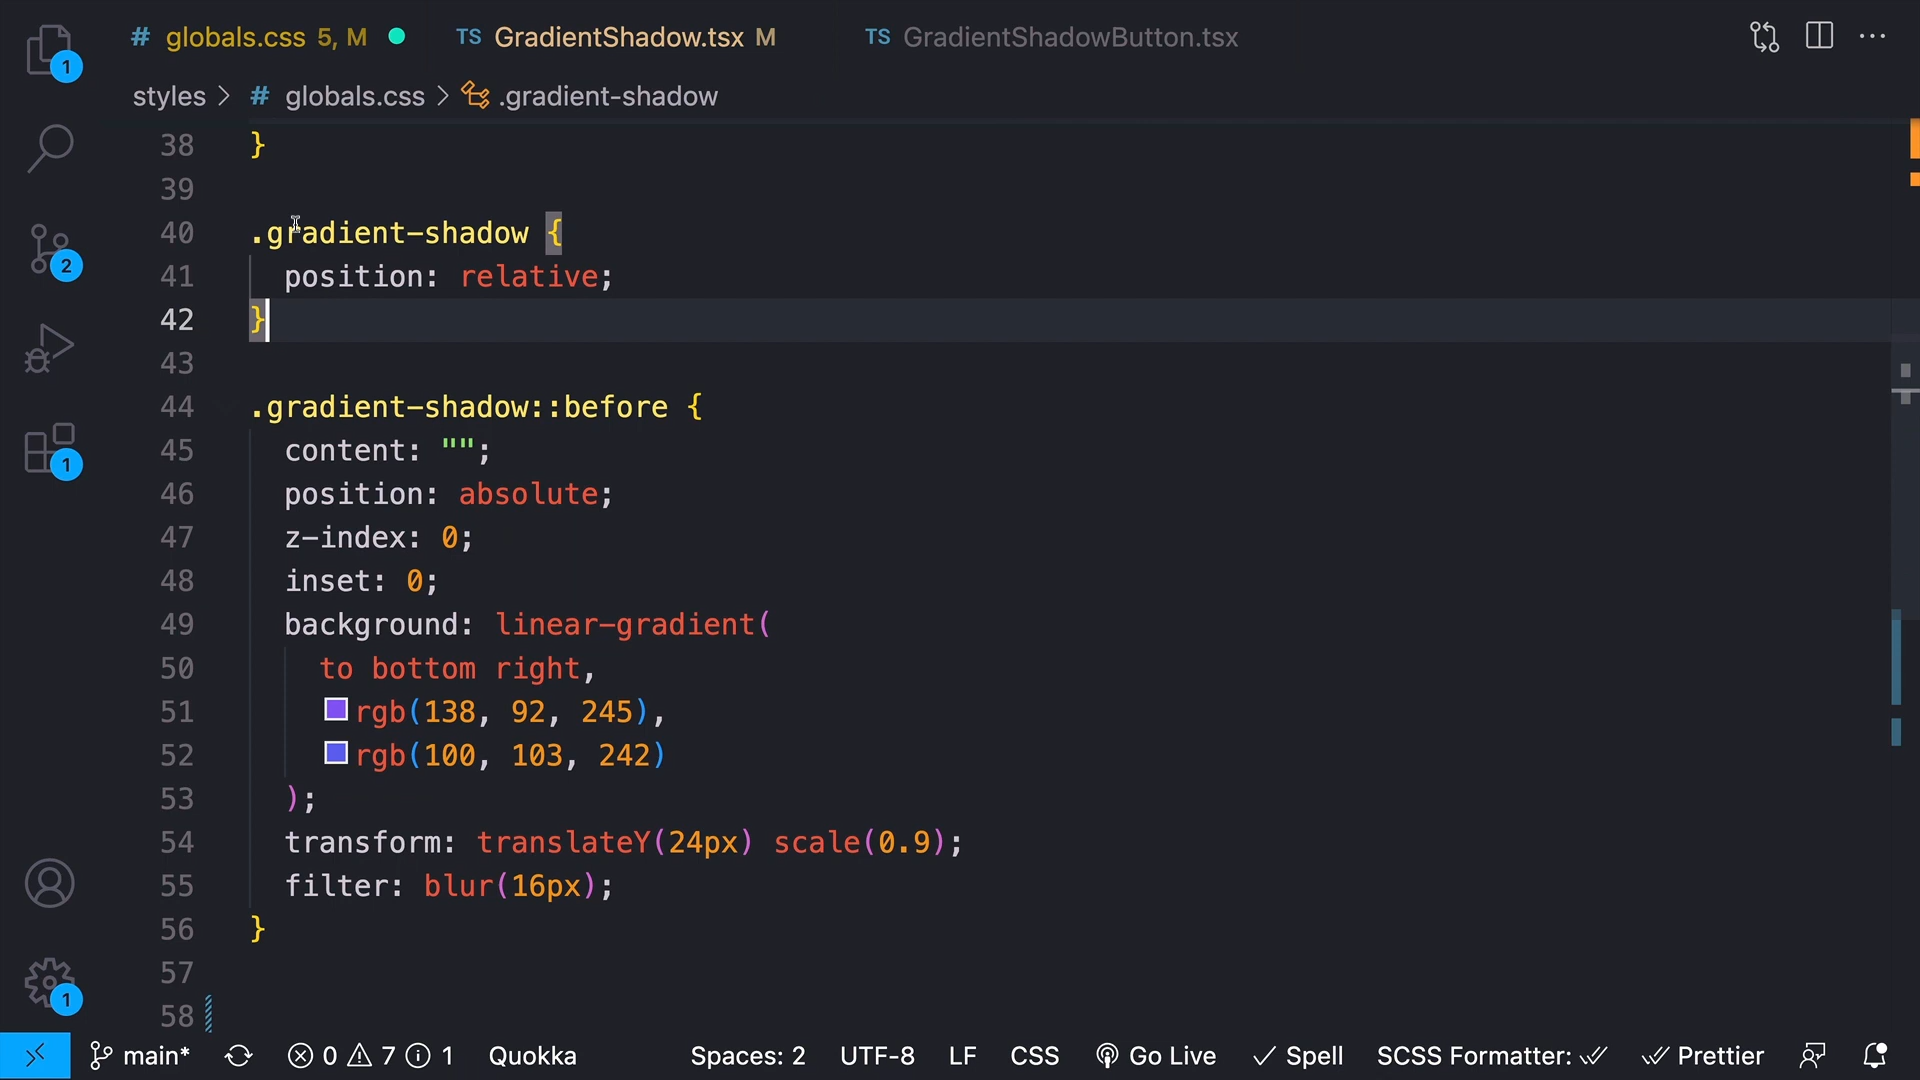 # globals.css 5, M TS GradientShadow.tsx M TS GradientShadowButton.tsx
styles > # globals.css > .gradient-shadow
38 }
39
40 .gradient-shadow {
41 position: relative;
42 }
43
44 .gradient-shadow::before {
45 content: "";
46 position: absolute;
47 z-index: 0;
48 inset: 0;
49 background: linear-gradient(
50 to bottom right,
51 rgb(138, 92, 245),
52 rgb(100, 103, 242)
53 );
54 transform: translateY(24px) scale(0.9);
55 filter: blur(16px);
56 }
57
58
1
2
1
1
main* 0 7 1 Quokka Spaces: 2 UTF-8 LF CSS Go Live Spell SCSS Formatter: Prettier